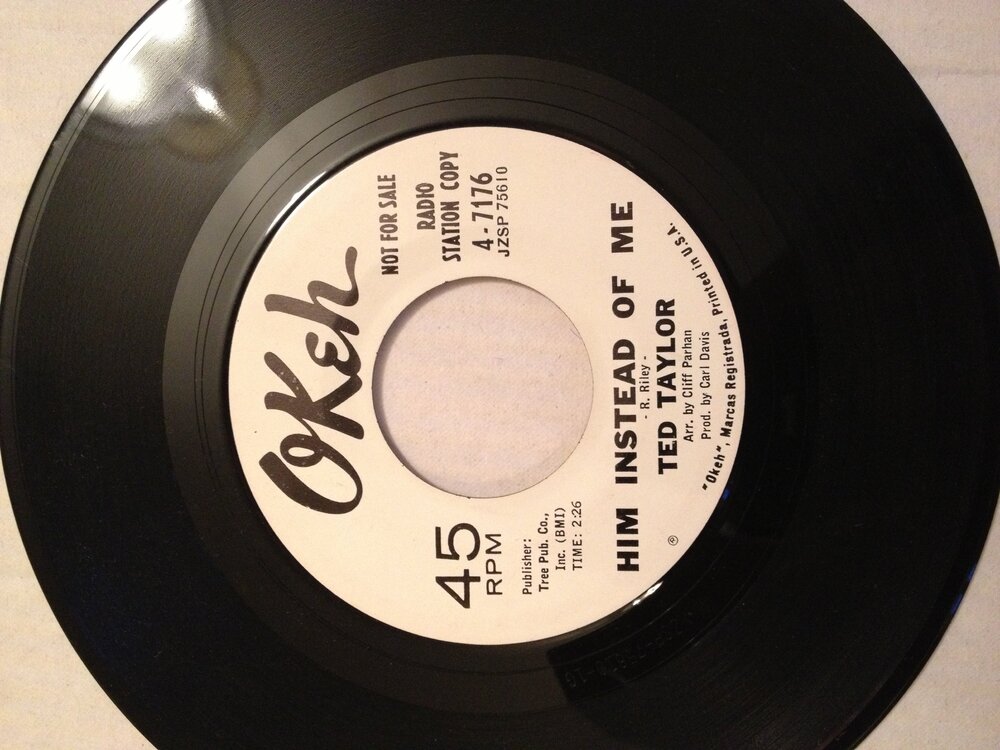 Okeh
NOT FOR SALE
RADIO
STATION COPY
4-7176
JZSP 75610
45
RPM
Publisher:
Tree Pub. Co.,
Inc. (BMI)
TIME: 2:26
HIM INSTEAD OF ME
- R. Riley -
TED TAYLOR
Arr. by Cliff Parhan
Prod. by Carl Davis
℗
"Okeh", Marcas Registrada, Printed in U.S.A.